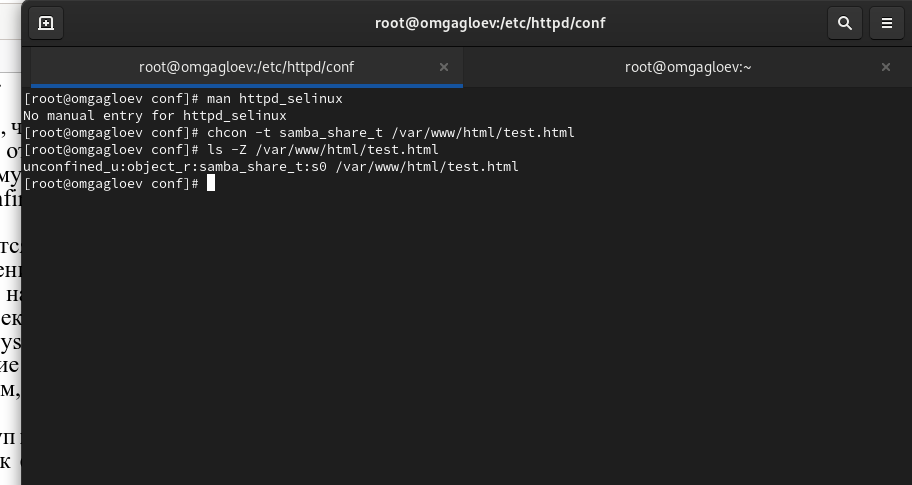 root@omgagloev:/etc/httpd/conf
root@omgagloev:/etc/httpd/conf
root@omgagloev:~
[root@omgagloev conf]# man httpd_selinux
No manual entry for httpd_selinux
[root@omgagloev conf]# chcon -t samba_share_t /var/www/html/test.html
[root@omgagloev conf]# ls -Z /var/www/html/test.html
unconfined_u:object_r:samba_share_t:s0 /var/www/html/test.html
[root@omgagloev conf]#